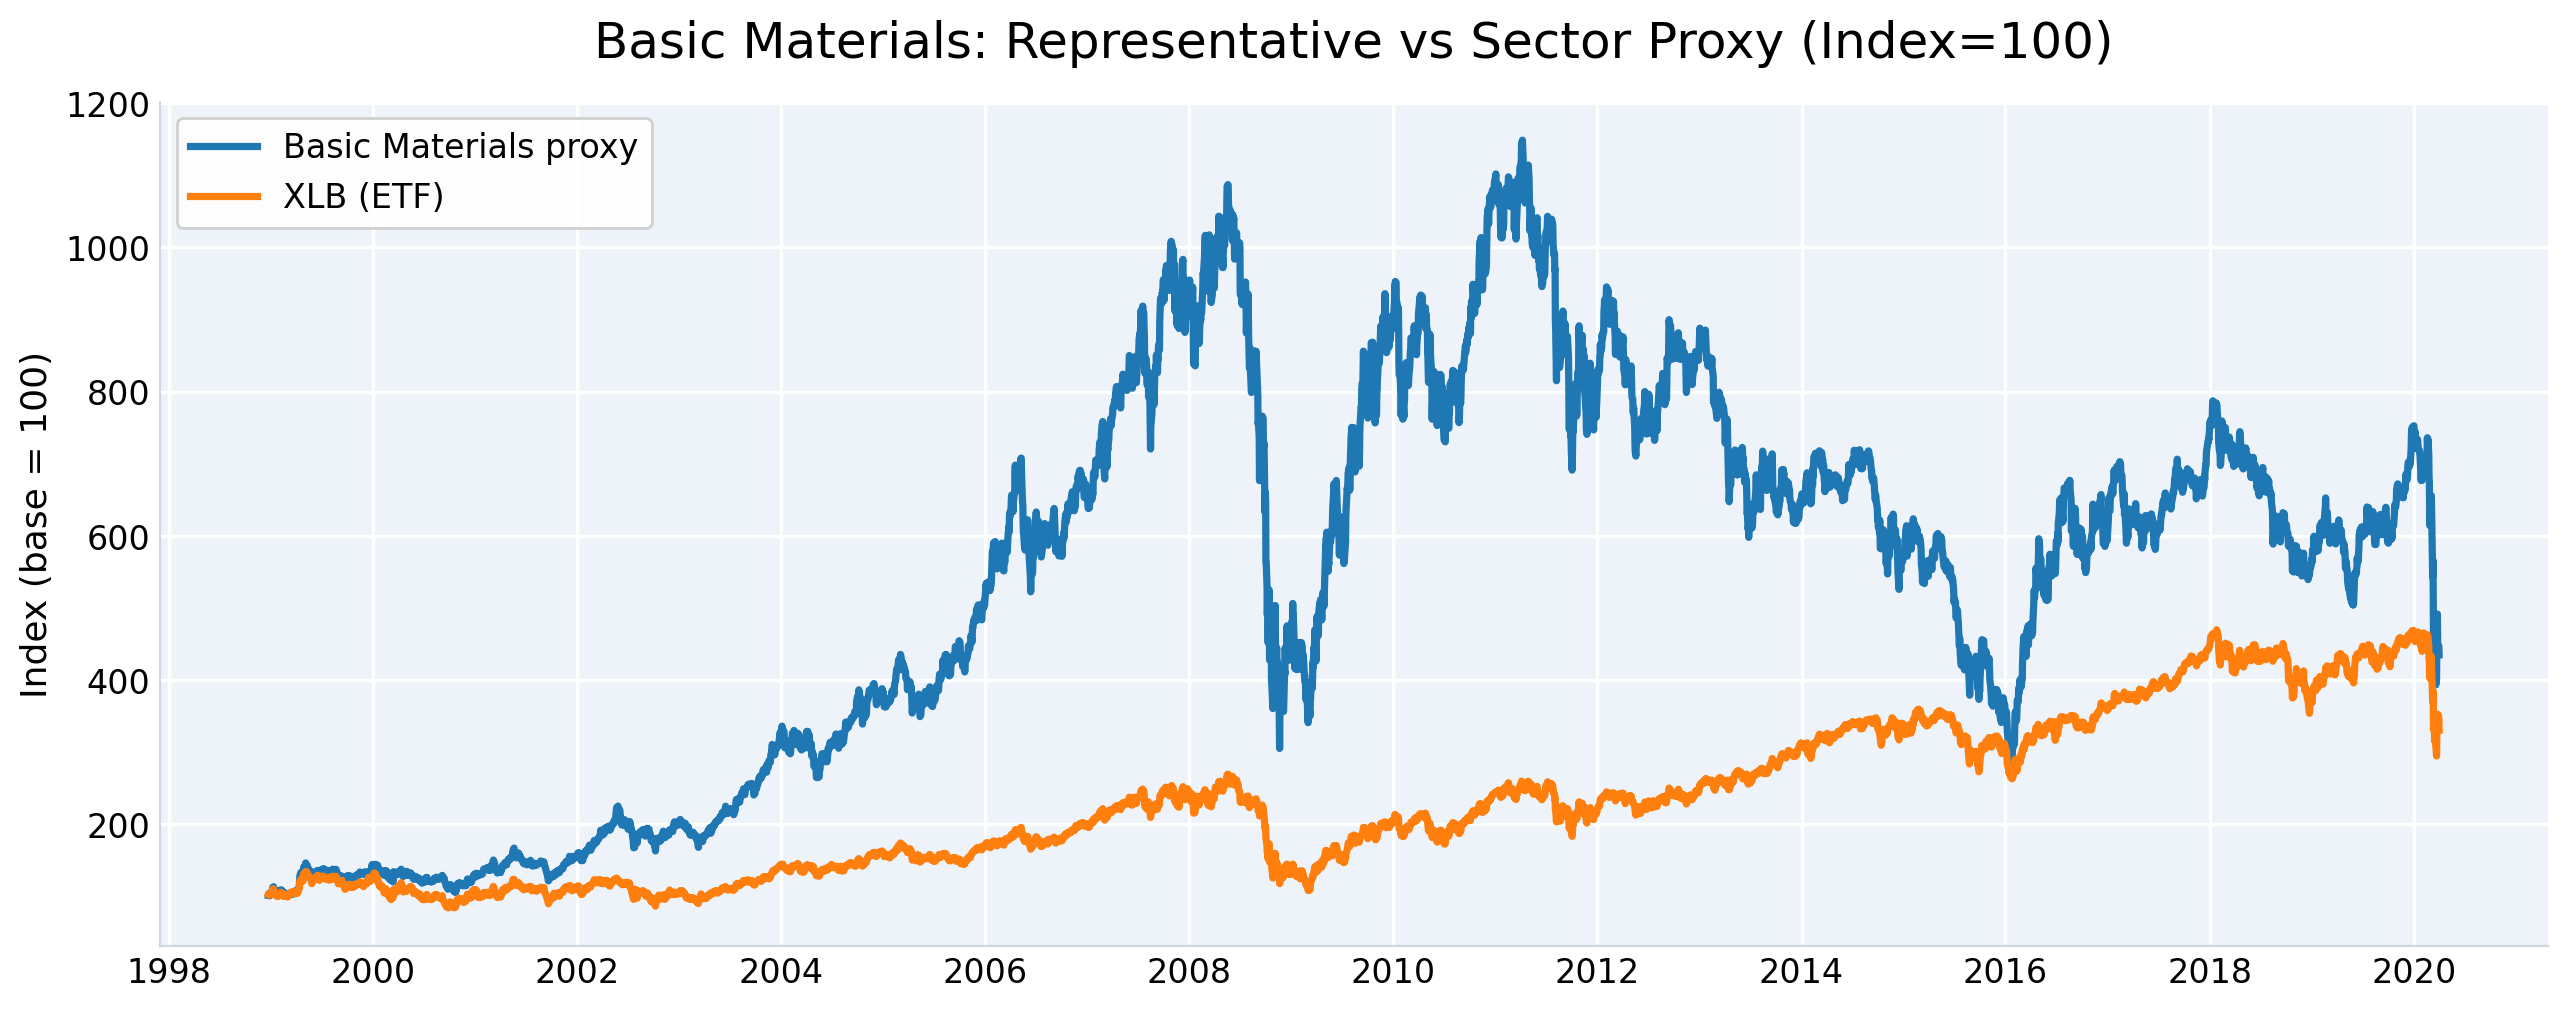 Basic Materials: Representative vs Sector Proxy (Index=100)
Index (base = 100)
1200
1000
800
600
400
200
Basic Materials proxy
XLB (ETF)
1998 2000 2002 2004 2006 2008 2010 2012 2014 2016 2018 2020